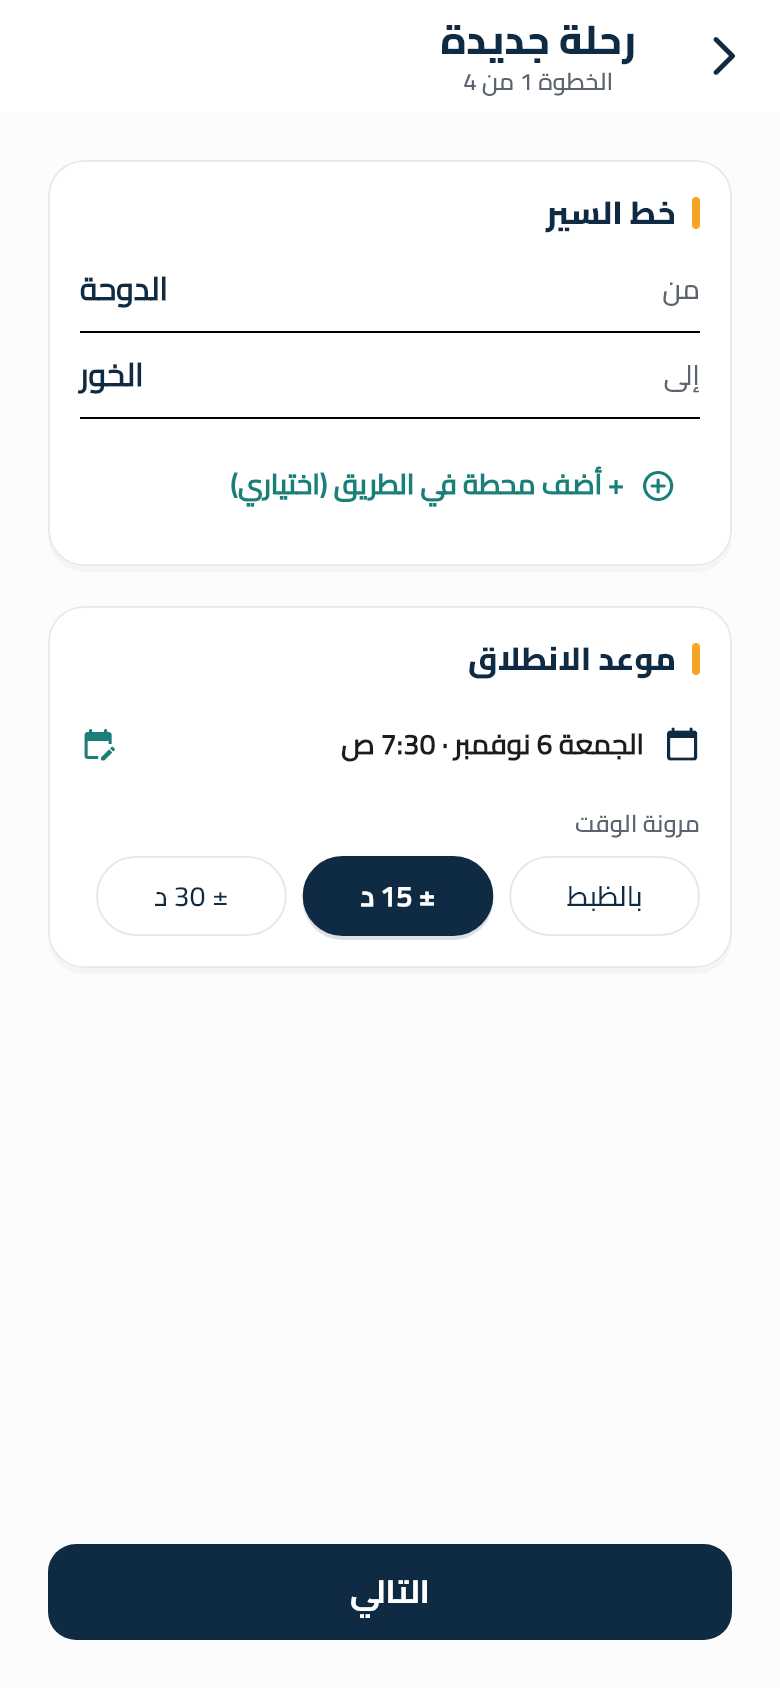 رحلة جديدة
الخطوة 1 من 4
خط السير
من الدوحة
إلى الخور
+ أضف محطة في الطريق (اختياري)
موعد الانطلاق
الجمعة 6 نوفمبر · 7:30 ص
مرونة الوقت
بالظبط ± 15 د ± 30 د
التالي